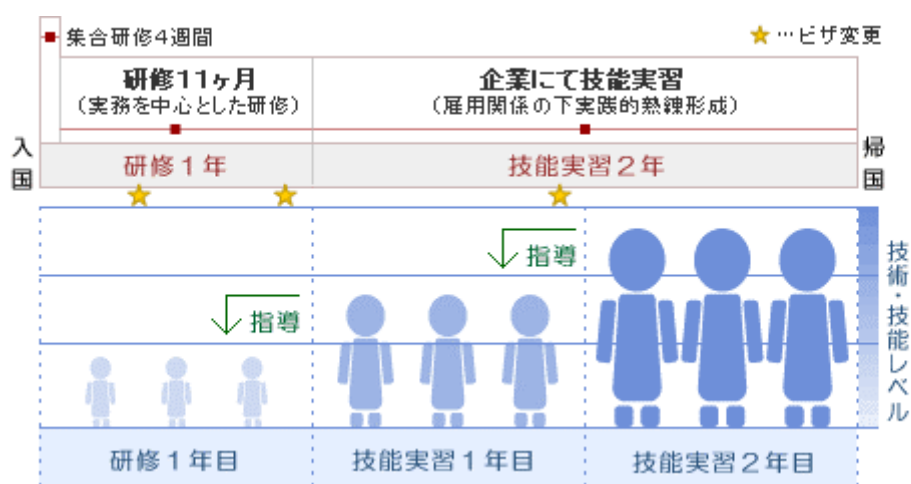 集合研修4週間
★…ビザ変更
研修11ヶ月
(実務を中心とした研修)
企業にて技能実習
(雇用関係の下実践的熟練形成)
入国
研修1年
技能実習2年
帰国
指導
指導
技術・技能レベル
研修1年目
技能実習1年目
技能実習2年目